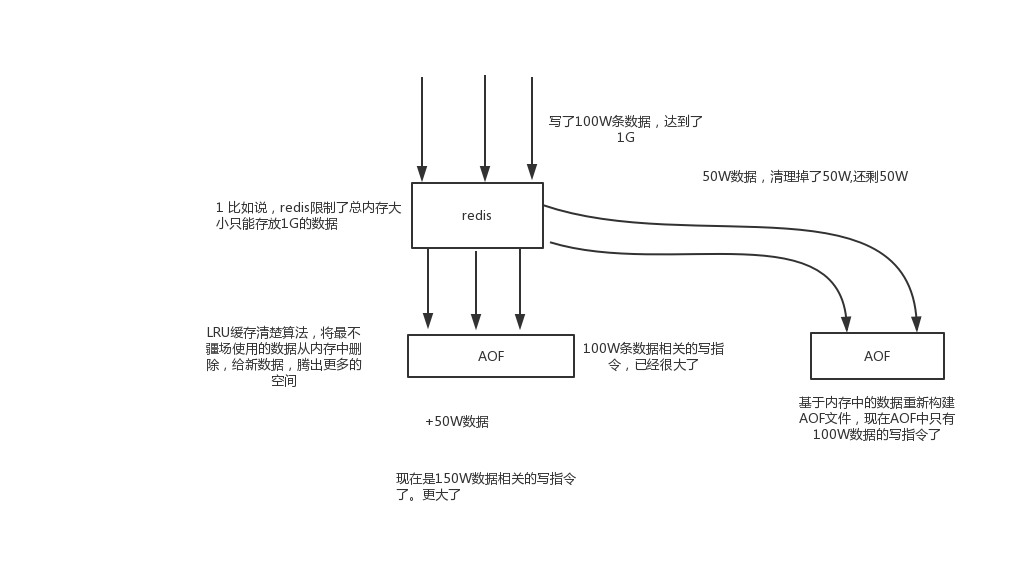 写了100W条数据，达到了
1G
50W数据，清理掉了50W,还剩50W
1 比如说，redis限制了总内存大
小只能存放1G的数据
redis
LRU缓存清楚算法，将最不
疆场使用的数据从内存中删
除，给新数据，腾出更多的
空间
AOF
100W条数据相关的写指
令，已经很大了
AOF
基于内存中的数据重新构建
AOF文件，现在AOF中只有
100W数据的写指令了
+50W数据
现在是150W数据相关的写指令
了。更大了